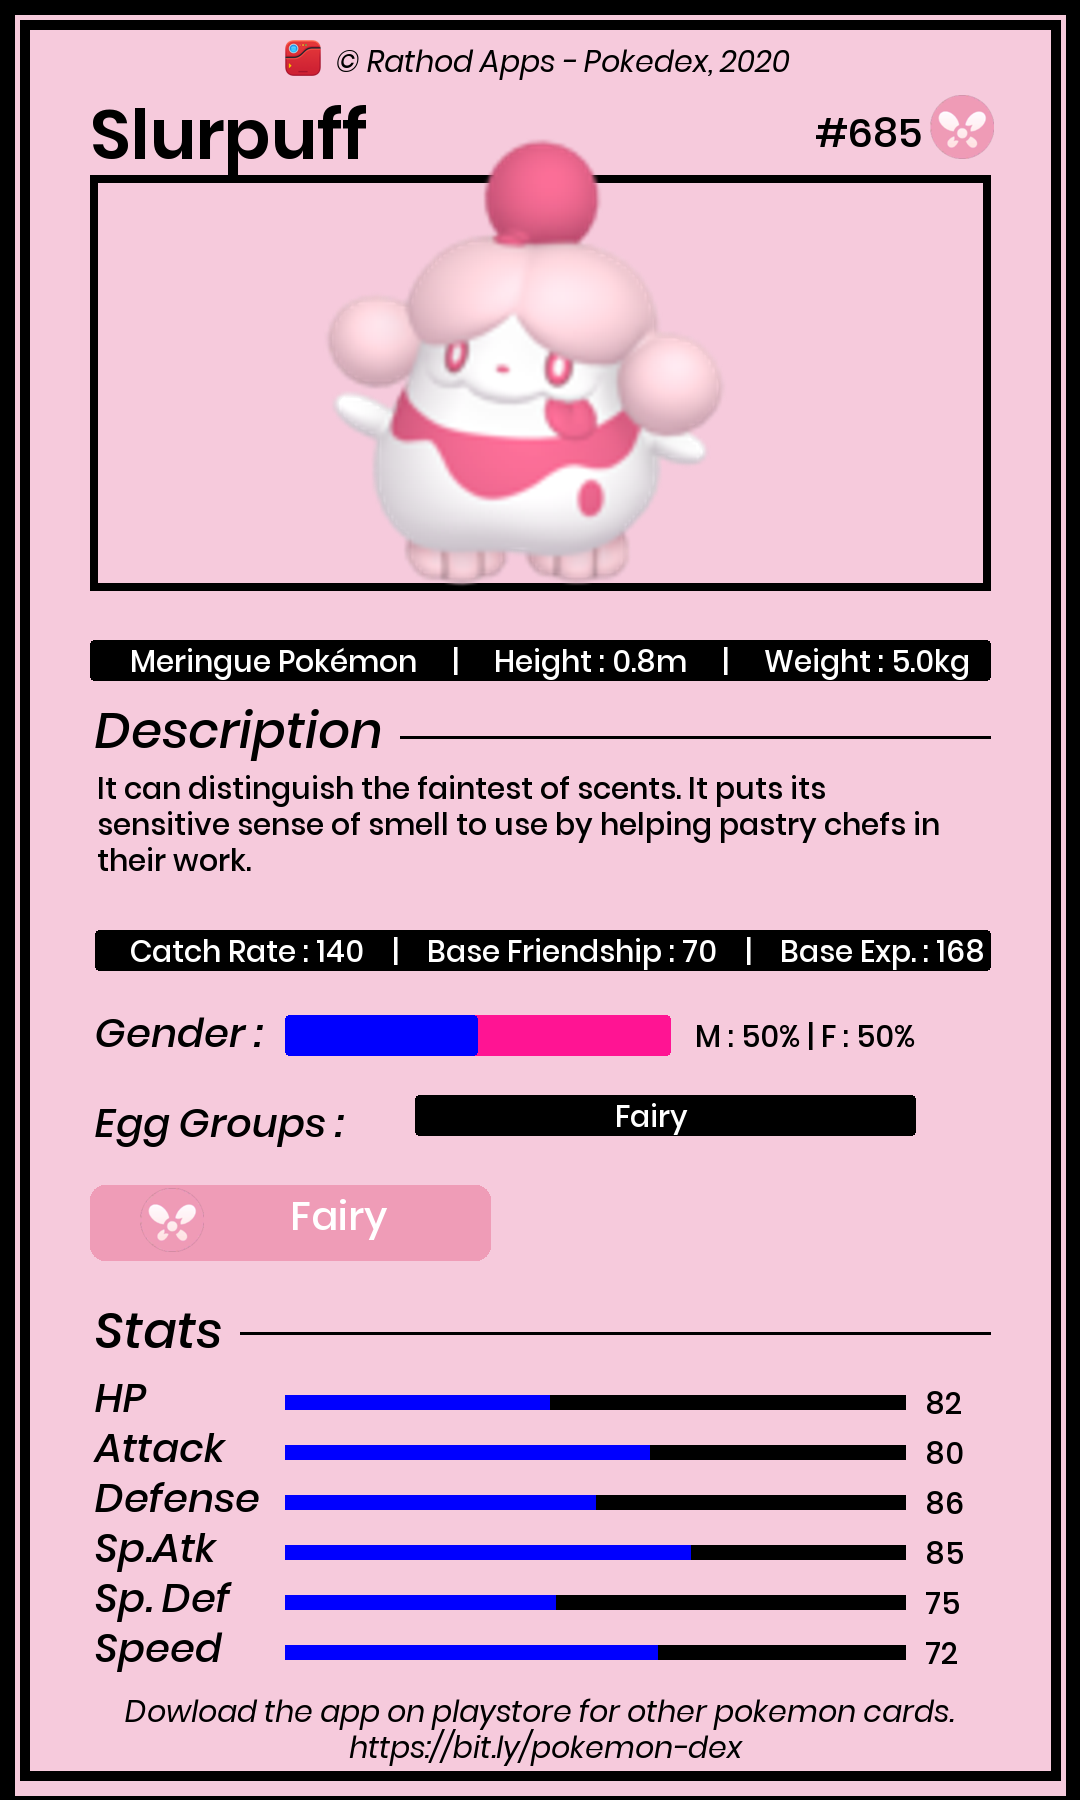 © Rathod Apps - Pokedex, 2020
Slurpuff
#685
Meringue Pokémon | Height : 0.8m | Weight : 5.0kg
Description
It can distinguish the faintest of scents. It puts its
sensitive sense of smell to use by helping pastry chefs in
their work.
Catch Rate : 140 | Base Friendship : 70 | Base Exp. : 168
Gender : M : 50% | F : 50%
Egg Groups : Fairy
Fairy
Stats
HP 82
Attack 80
Defense 86
Sp.Atk 85
Sp. Def 75
Speed 72
Dowload the app on playstore for other pokemon cards.
https://bit.ly/pokemon-dex